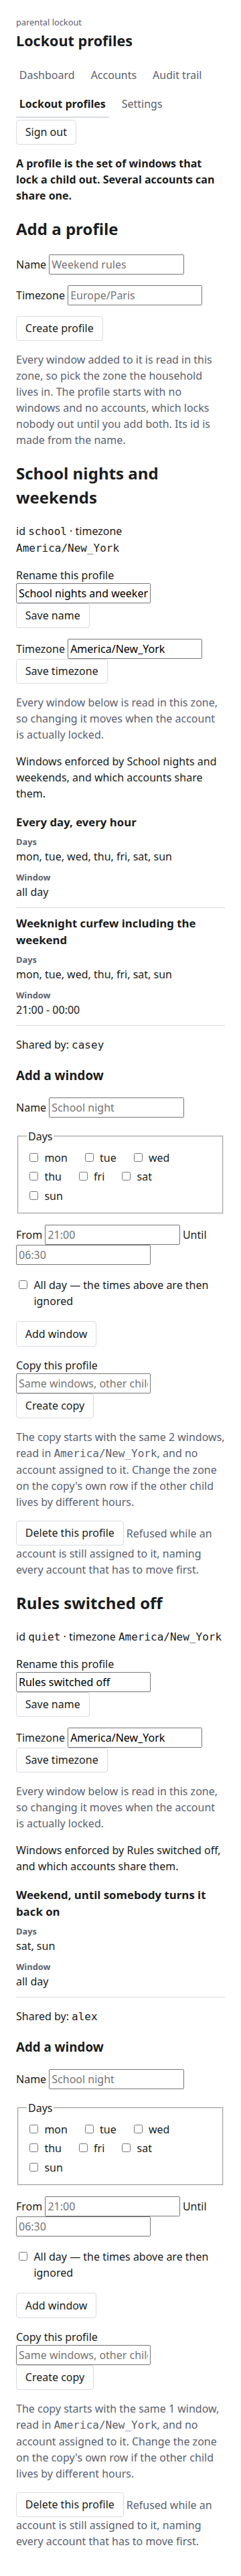 parental lockout
Lockout profiles
Dashboard Accounts Audit trail
Lockout profiles Settings
Sign out
A profile is the set of windows that
lock a child out. Several accounts can
share one.
Add a profile
Name Weekend rules
Timezone Europe/Paris
Create profile
Every window added to it is read in this
zone, so pick the zone the household
lives in. The profile starts with no
windows and no accounts, which locks
nobody out until you add both. Its id is
made from the name.
School nights and
weekends
id school · timezone
America/New_York
Rename this profile
School nights and weeken
Save name
Timezone America/New_York
Save timezone
Every window below is read in this zone,
so changing it moves when the account
is actually locked.
Windows enforced by School nights and
weekends, and which accounts share
them.
Every day, every hour
Days
mon, tue, wed, thu, fri, sat, sun
Window
all day
Weeknight curfew including the
weekend
Days
mon, tue, wed, thu, fri, sat, sun
Window
21:00 - 00:00
Shared by: casey
Add a window
Name School night
Days
mon tue wed
thu fri sat
sun
From 21:00 Until
06:30
All day — the times above are then
ignored
Add window
Copy this profile
Same windows, other chil
Create copy
The copy starts with the same 2 windows,
read in America/New_York, and no
account assigned to it. Change the zone
on the copy's own row if the other child
lives by different hours.
Delete this profile Refused while an
account is still assigned to it, naming
every account that has to move first.
Rules switched off
id quiet · timezone America/New_York
Rename this profile
Rules switched off
Save name
Timezone America/New_York
Save timezone
Every window below is read in this zone,
so changing it moves when the account
is actually locked.
Windows enforced by Rules switched off,
and which accounts share them.
Weekend, until somebody turns it
back on
Days
sat, sun
Window
all day
Shared by: alex
Add a window
Name School night
Days
mon tue wed
thu fri sat
sun
From 21:00 Until
06:30
All day — the times above are then
ignored
Add window
Copy this profile
Same windows, other chil
Create copy
The copy starts with the same 1 window,
read in America/New_York, and no
account assigned to it. Change the zone
on the copy's own row if the other child
lives by different hours.
Delete this profile Refused while an
account is still assigned to it, naming
every account that has to move first.